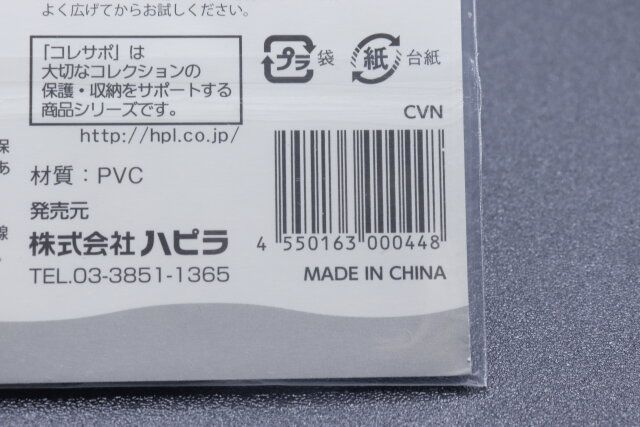 よく広げてからお試しください。
「コレサポ」は
大切なコレクションの
保護・収納をサポートする
商品シリーズです。
http://hpl.co.jp/
プラ 袋
紙 台紙
CVN
保
あ
材質：PVC
発売元
線
株式会社ハピラ
TEL.03-3851-1365
4 550163 000448
MADE IN CHINA